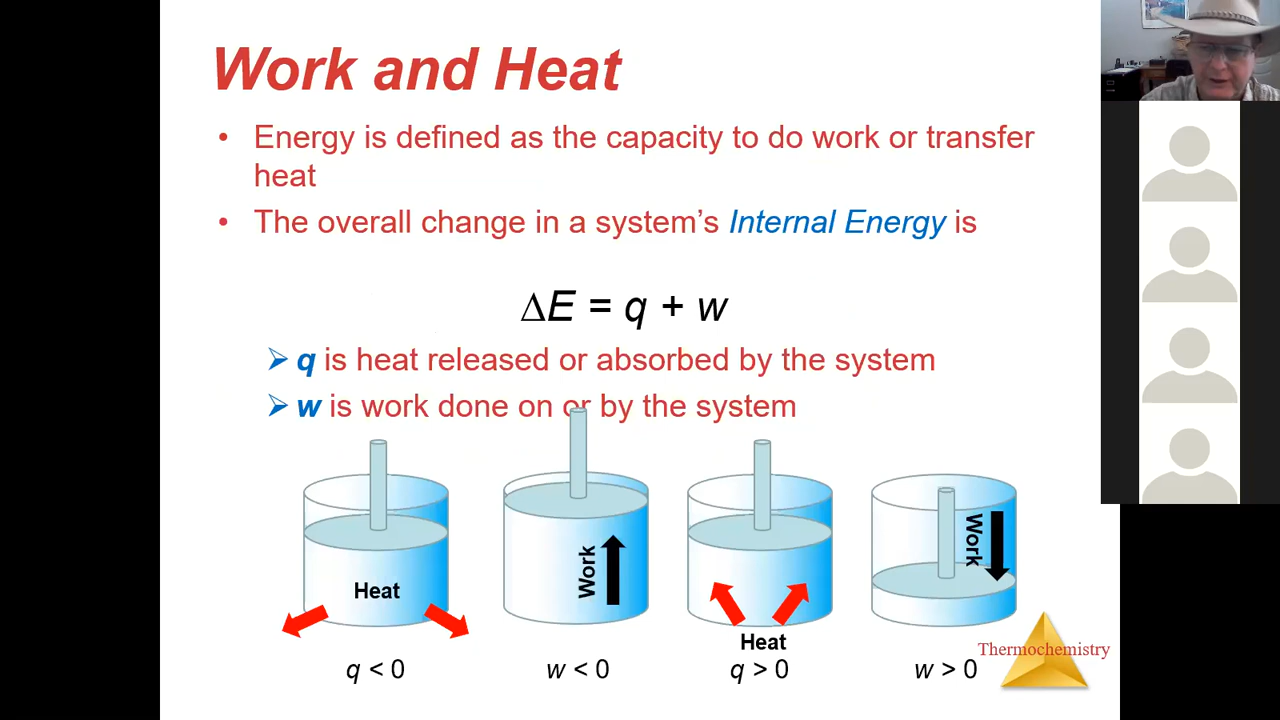 Work and Heat
• Energy is defined as the capacity to do work or transfer
heat
• The overall change in a system’s Internal Energy is
∆E = q + w
➢ q is heat released or absorbed by the system
➢ w is work done on or by the system
Heat
Work
Heat
Work
q < 0
w < 0
q > 0
w > 0
Thermochemistry